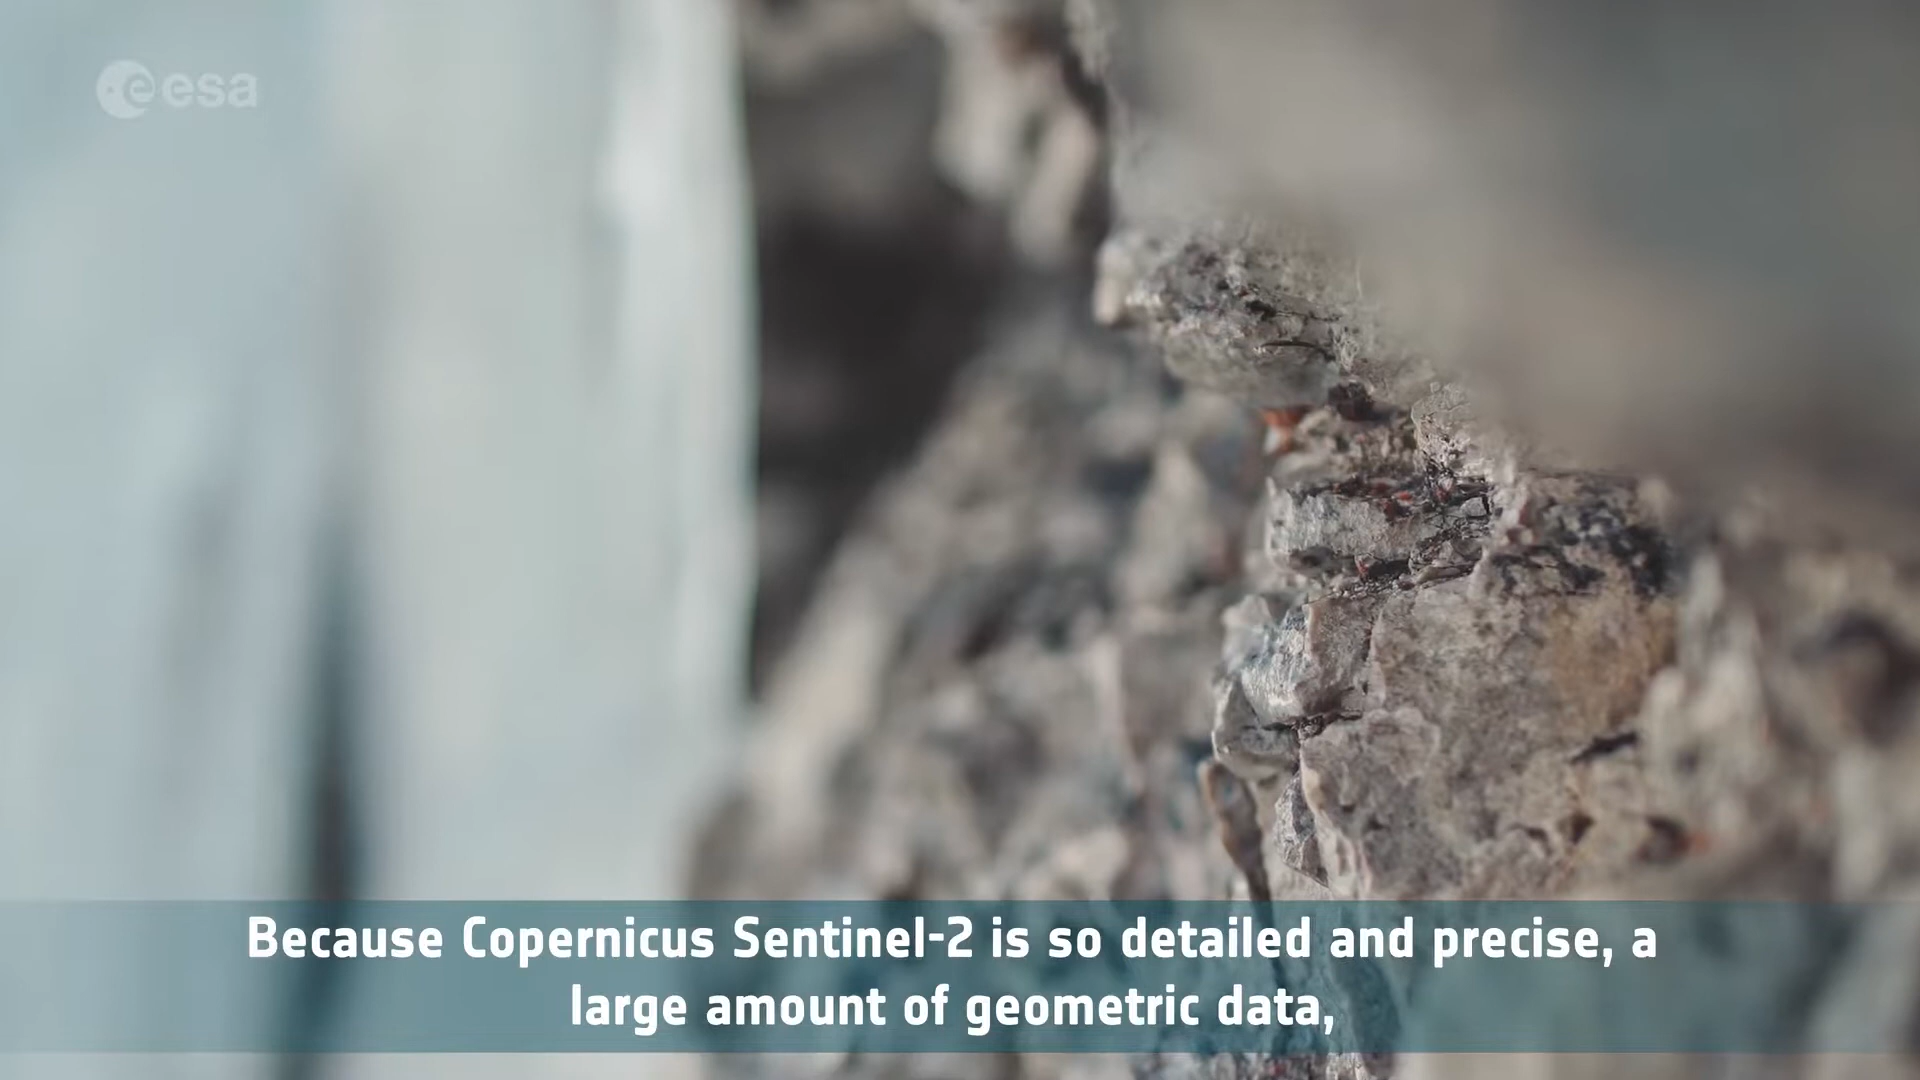 esa
Because Copernicus Sentinel-2 is so detailed and precise, a
large amount of geometric data,